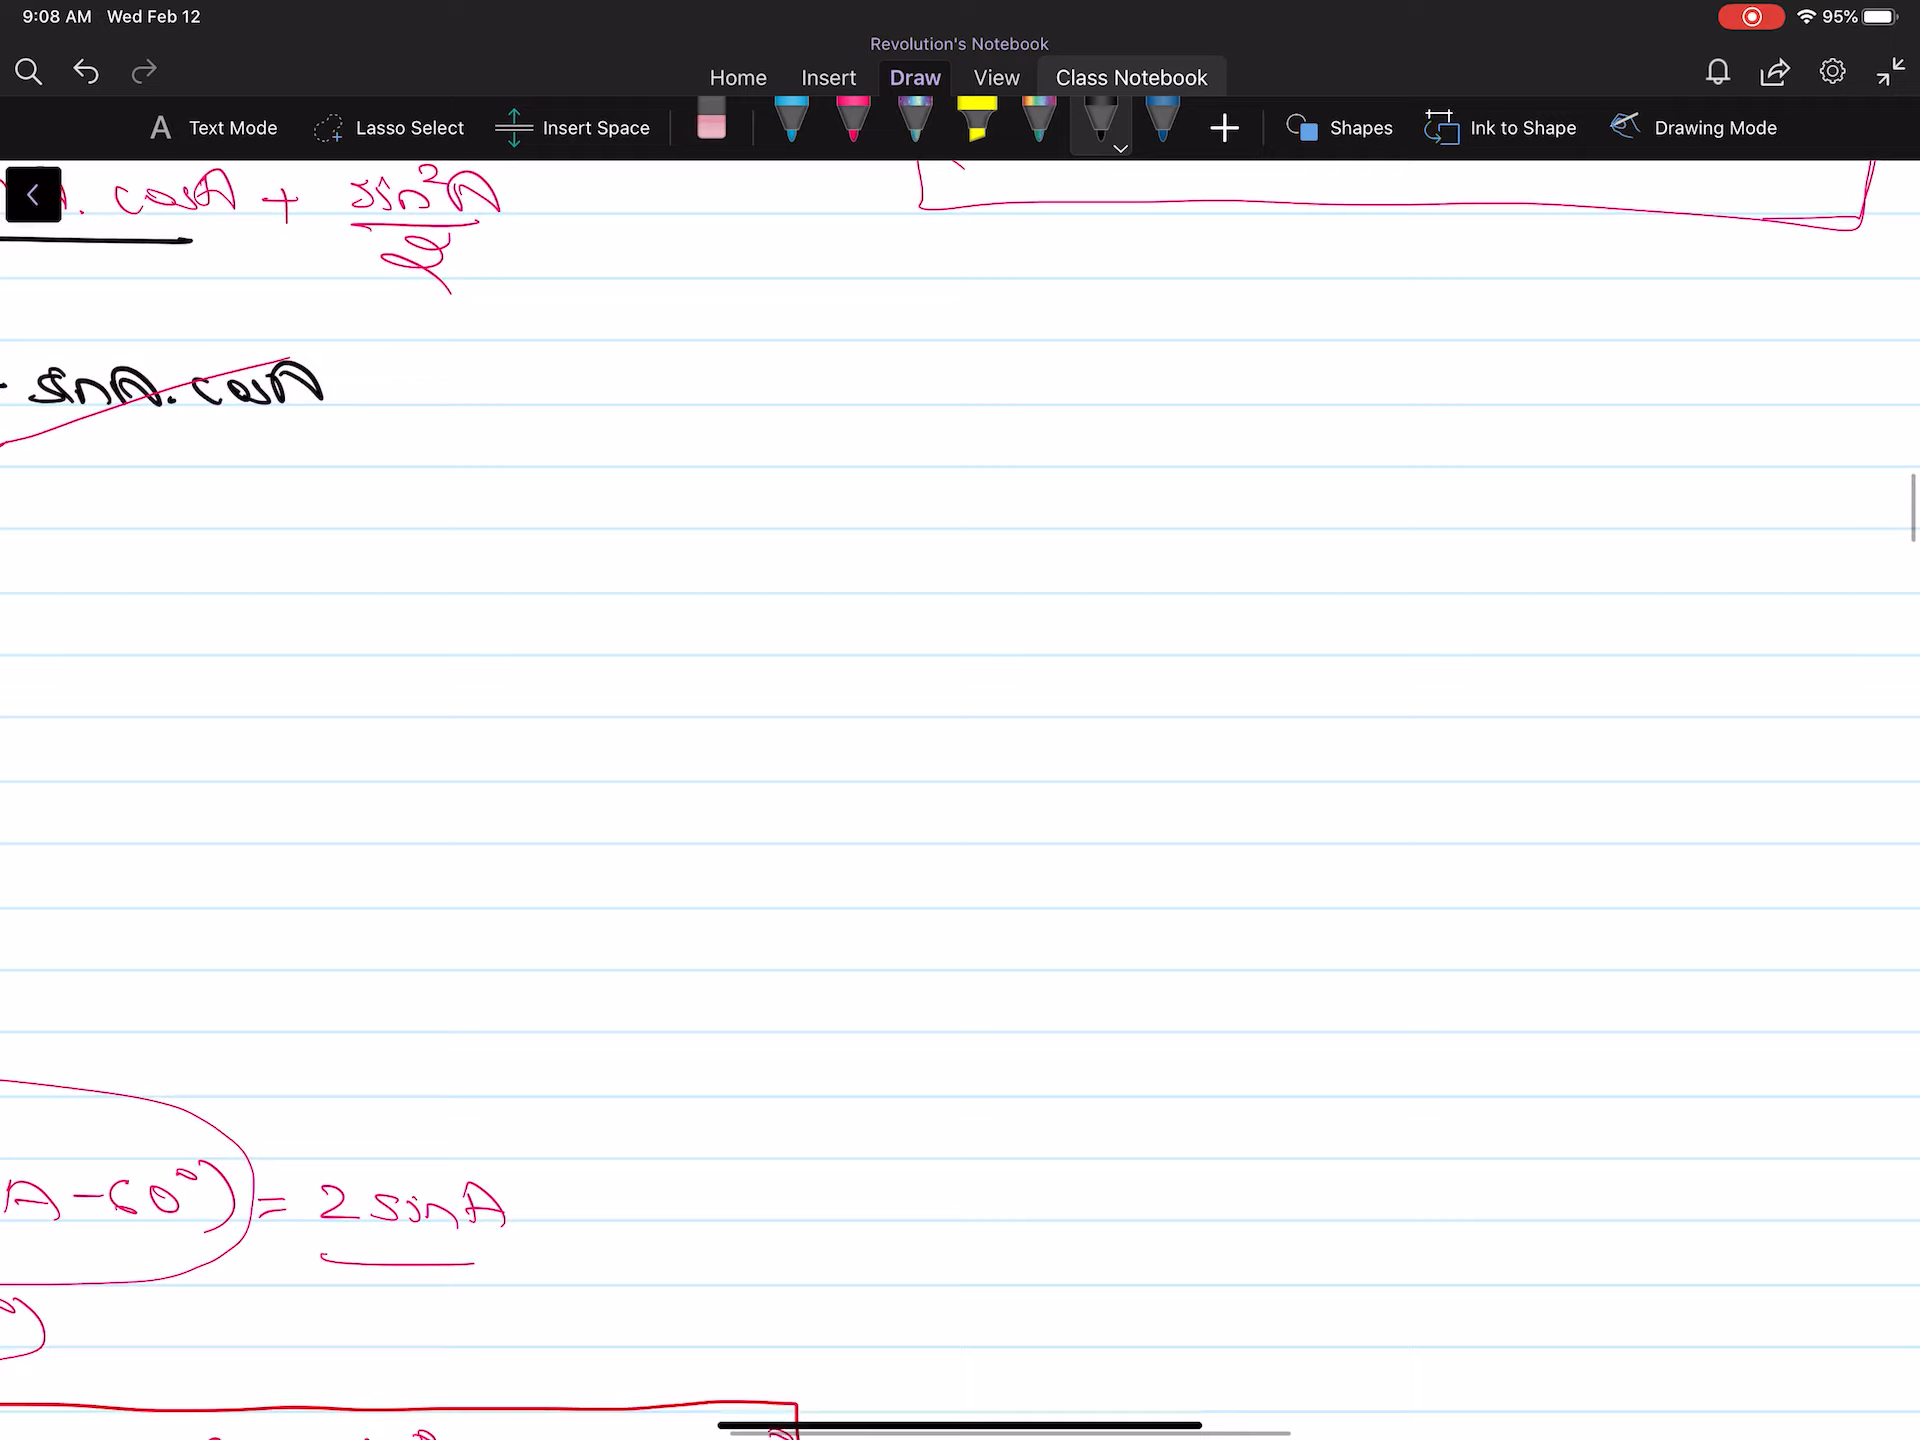 9:08 AM Wed Feb 12
95%
Revolution's Notebook
Home Insert Draw View Class Notebook
A Text Mode Lasso Select Insert Space Shapes Ink to Shape Drawing Mode
. cosA + sin²A
sinA. cosA
A - 60°) = 2 sinA
°)